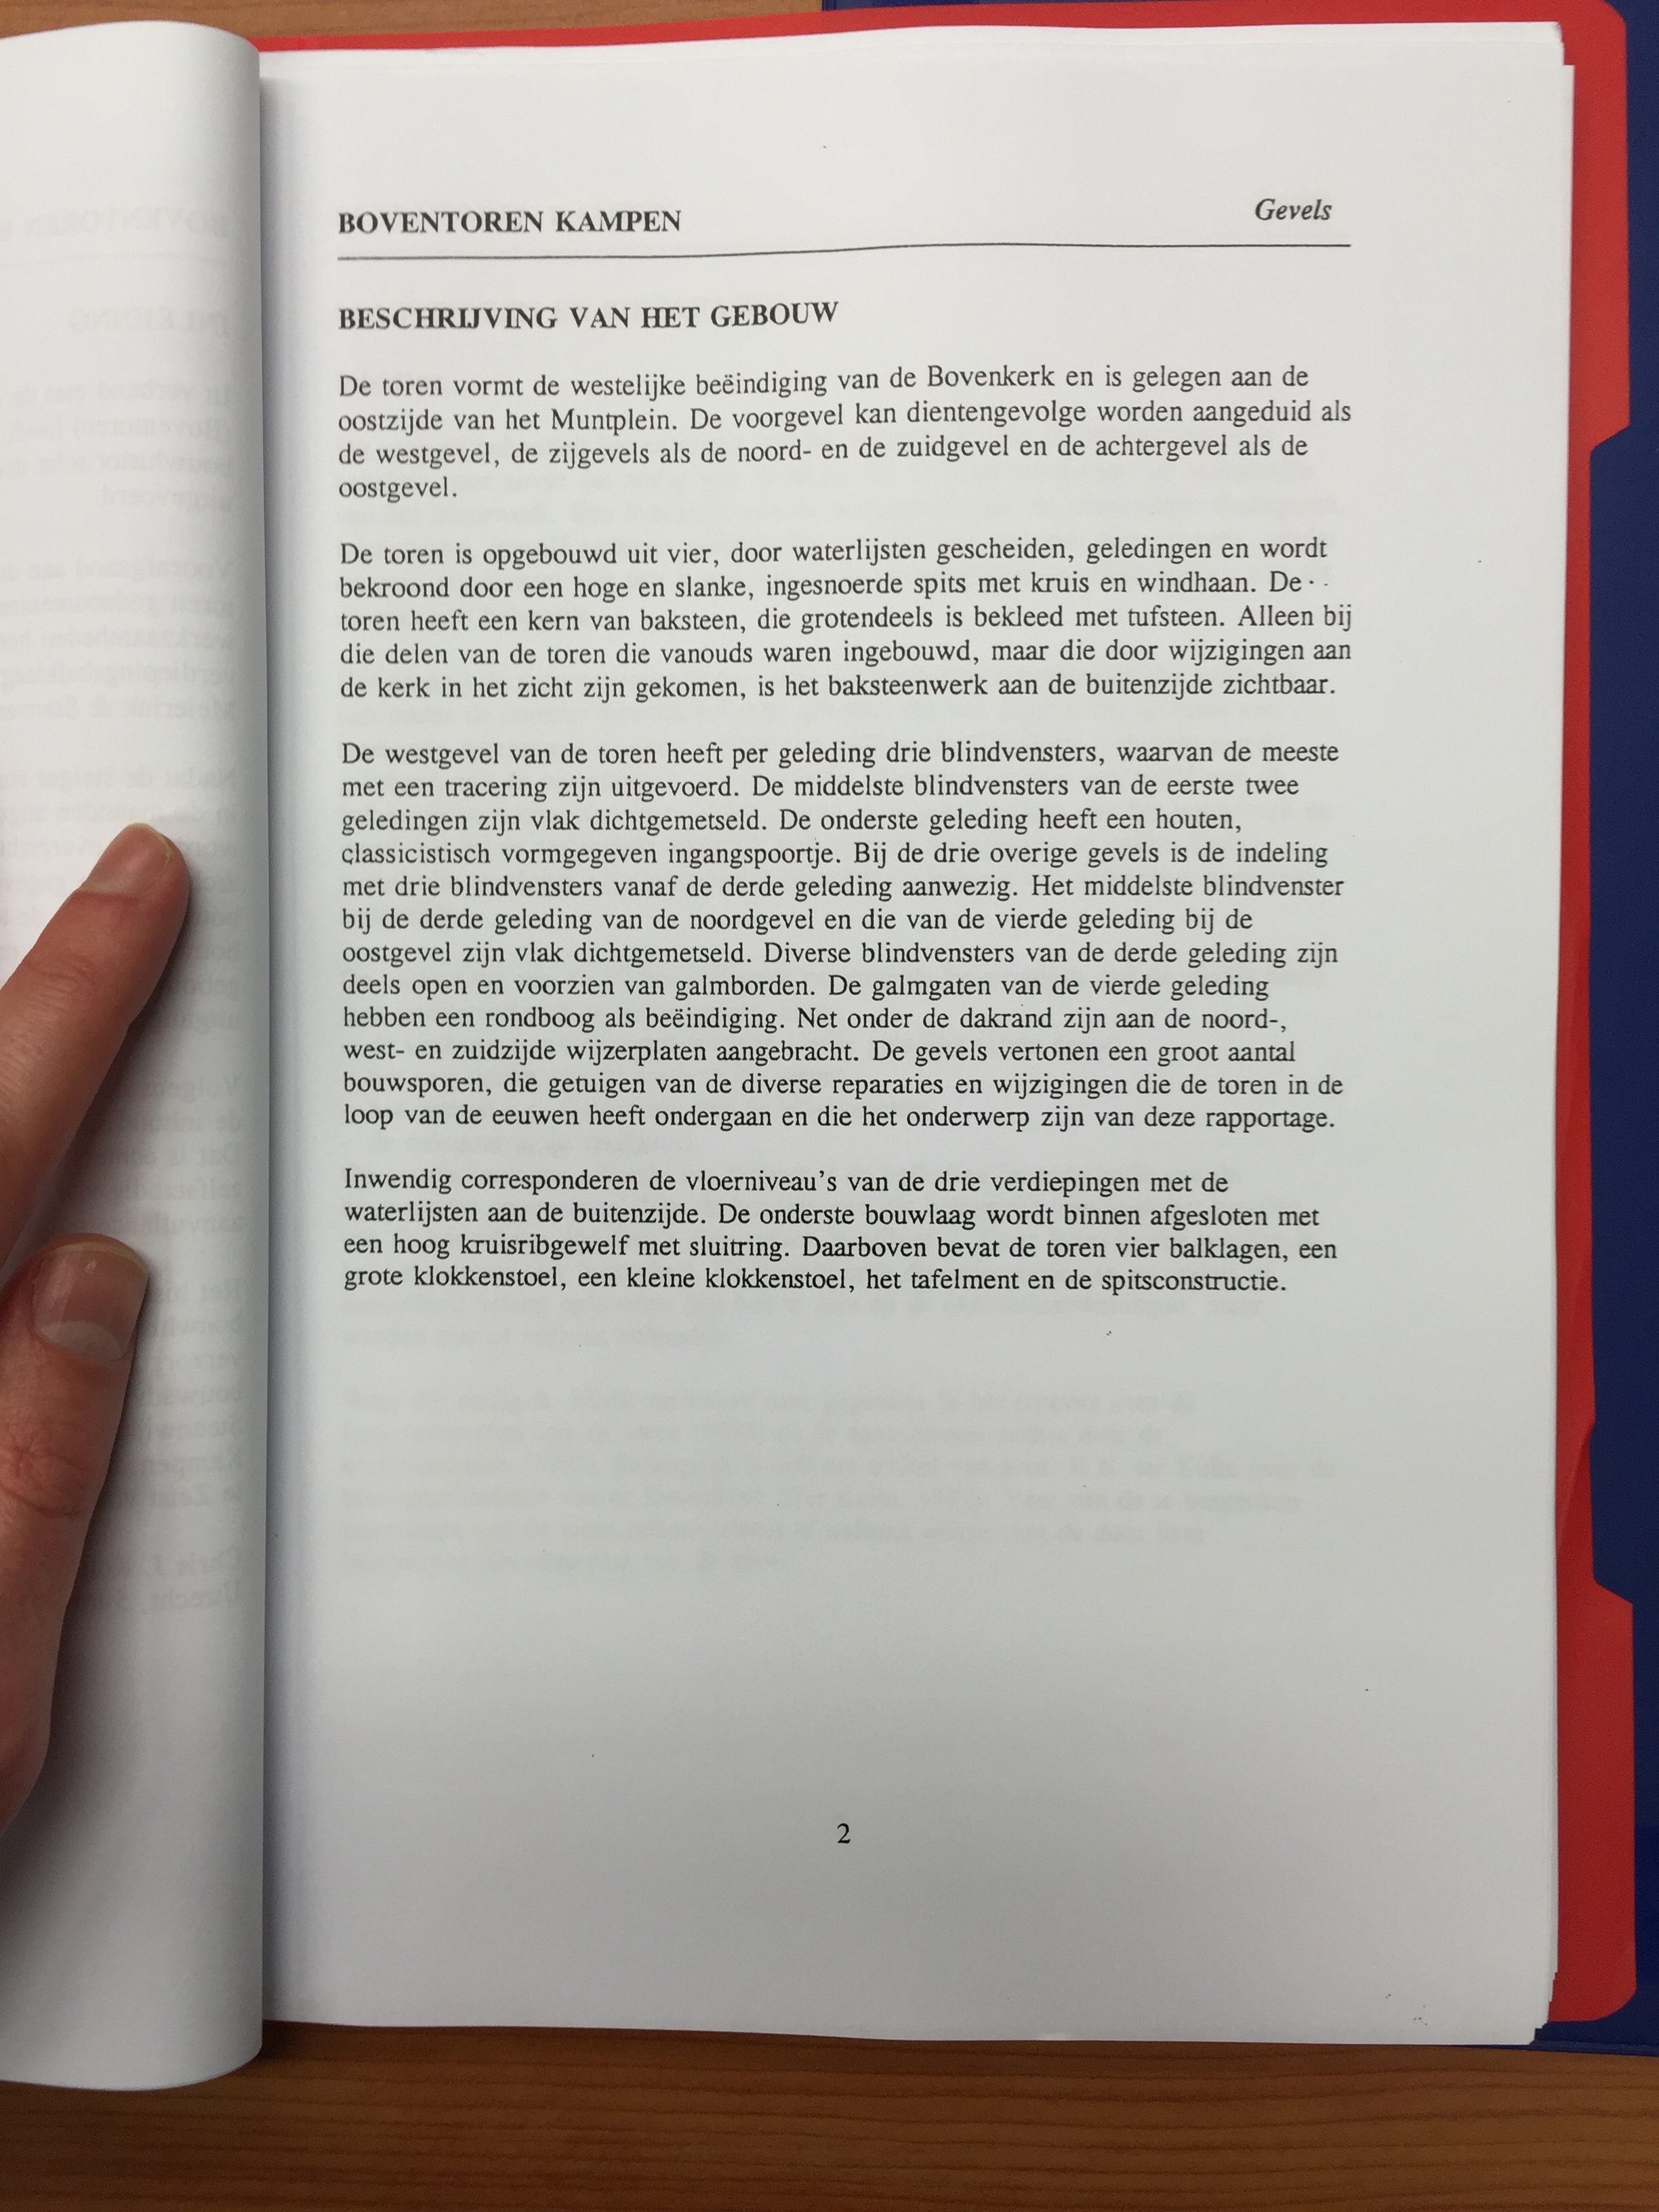 BOVENTOREN KAMPEN
Gevels
BESCHRIJVING VAN HET GEBOUW
De toren vormt de westelijke beëindiging van de Bovenkerk en is gelegen aan de
oostzijde van het Muntplein. De voorgevel kan dientengevolge worden aangeduid als
de westgevel, de zijgevels als de noord- en de zuidgevel en de achtergevel als de
oostgevel.
De toren is opgebouwd uit vier, door waterlijsten gescheiden, geledingen en wordt
bekroond door een hoge en slanke, ingesnoerde spits met kruis en windhaan. De
toren heeft een kern van baksteen, die grotendeels is bekleed met tufsteen. Alleen bij
die delen van de toren die vanouds waren ingebouwd, maar die door wijzigingen aan
de kerk in het zicht zijn gekomen, is het baksteenwerk aan de buitenzijde zichtbaar.
De westgevel van de toren heeft per geleding drie blindvensters, waarvan de meeste
met een tracering zijn uitgevoerd. De middelste blindvensters van de eerste twee
geledingen zijn vlak dichtgemetseld. De onderste geleding heeft een houten,
classicistisch vormgegeven ingangspoortje. Bij de drie overige gevels is de indeling
met drie blindvensters vanaf de derde geleding aanwezig. Het middelste blindvenster
bij de derde geleding van de noordgevel en die van de vierde geleding bij de
oostgevel zijn vlak dichtgemetseld. Diverse blindvensters van de derde geleding zijn
deels open en voorzien van galmborden. De galmgaten van de vierde geleding
hebben een rondboog als beëindiging. Net onder de dakrand zijn aan de noord-,
west- en zuidzijde wijzerplaten aangebracht. De gevels vertonen een groot aantal
bouwsporen, die getuigen van de diverse reparaties en wijzigingen die de toren in de
loop van de eeuwen heeft ondergaan en die het onderwerp zijn van deze rapportage.
Inwendig corresponderen de vloerniveau's van de drie verdiepingen met de
waterlijsten aan de buitenzijde. De onderste bouwlaag wordt binnen afgesloten met
een hoog kruisribgewelf met sluitring. Daarboven bevat de toren vier balklagen, een
grote klokkenstoel, een kleine klokkenstoel, het tafelment en de spitsconstructie.
2